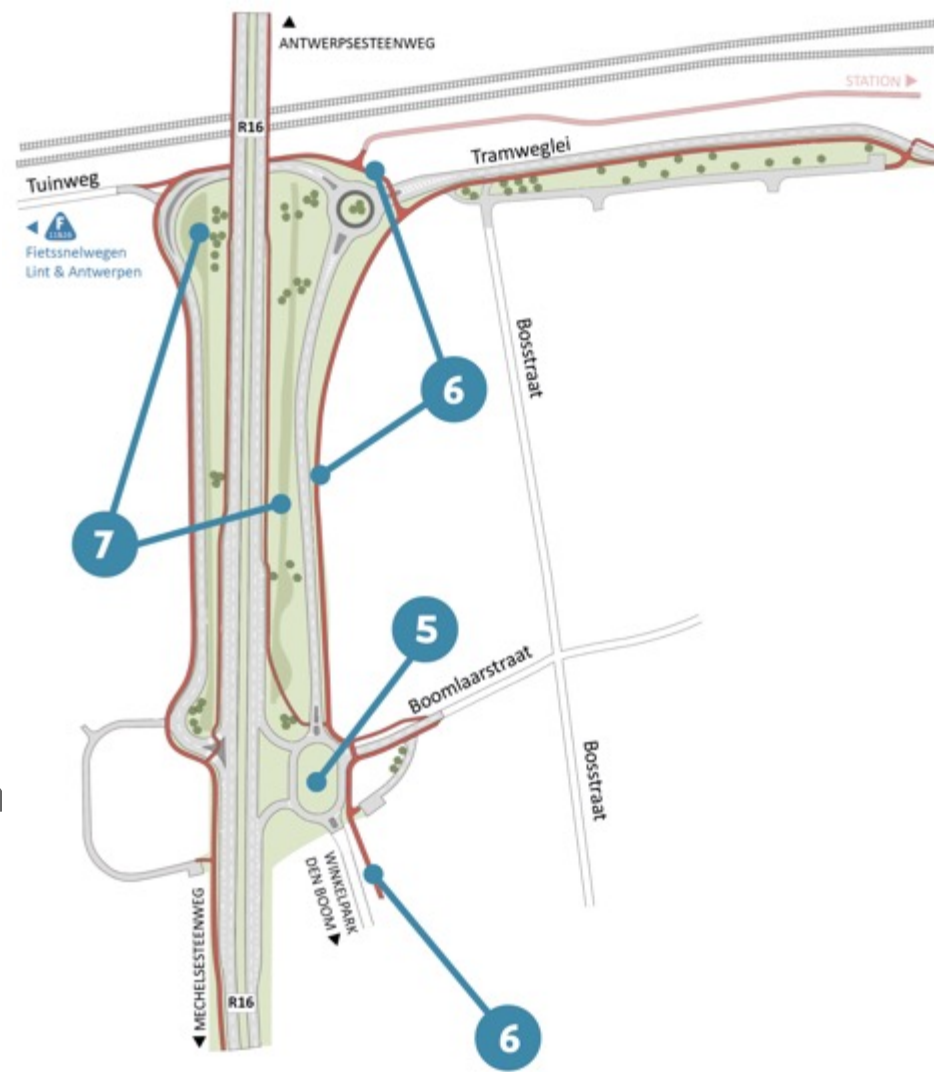 ANTWERPSESTEENWEG
STATION
R16
Tramweglei
Tuinweg
F
Fietssnelwegen
Lint & Antwerpen
Bosstraat
6
7
5
Boomlaarstraat
Bosstraat
WINKELPARK
DEN BOOM
MECHELSESTEENWEG
R16
6